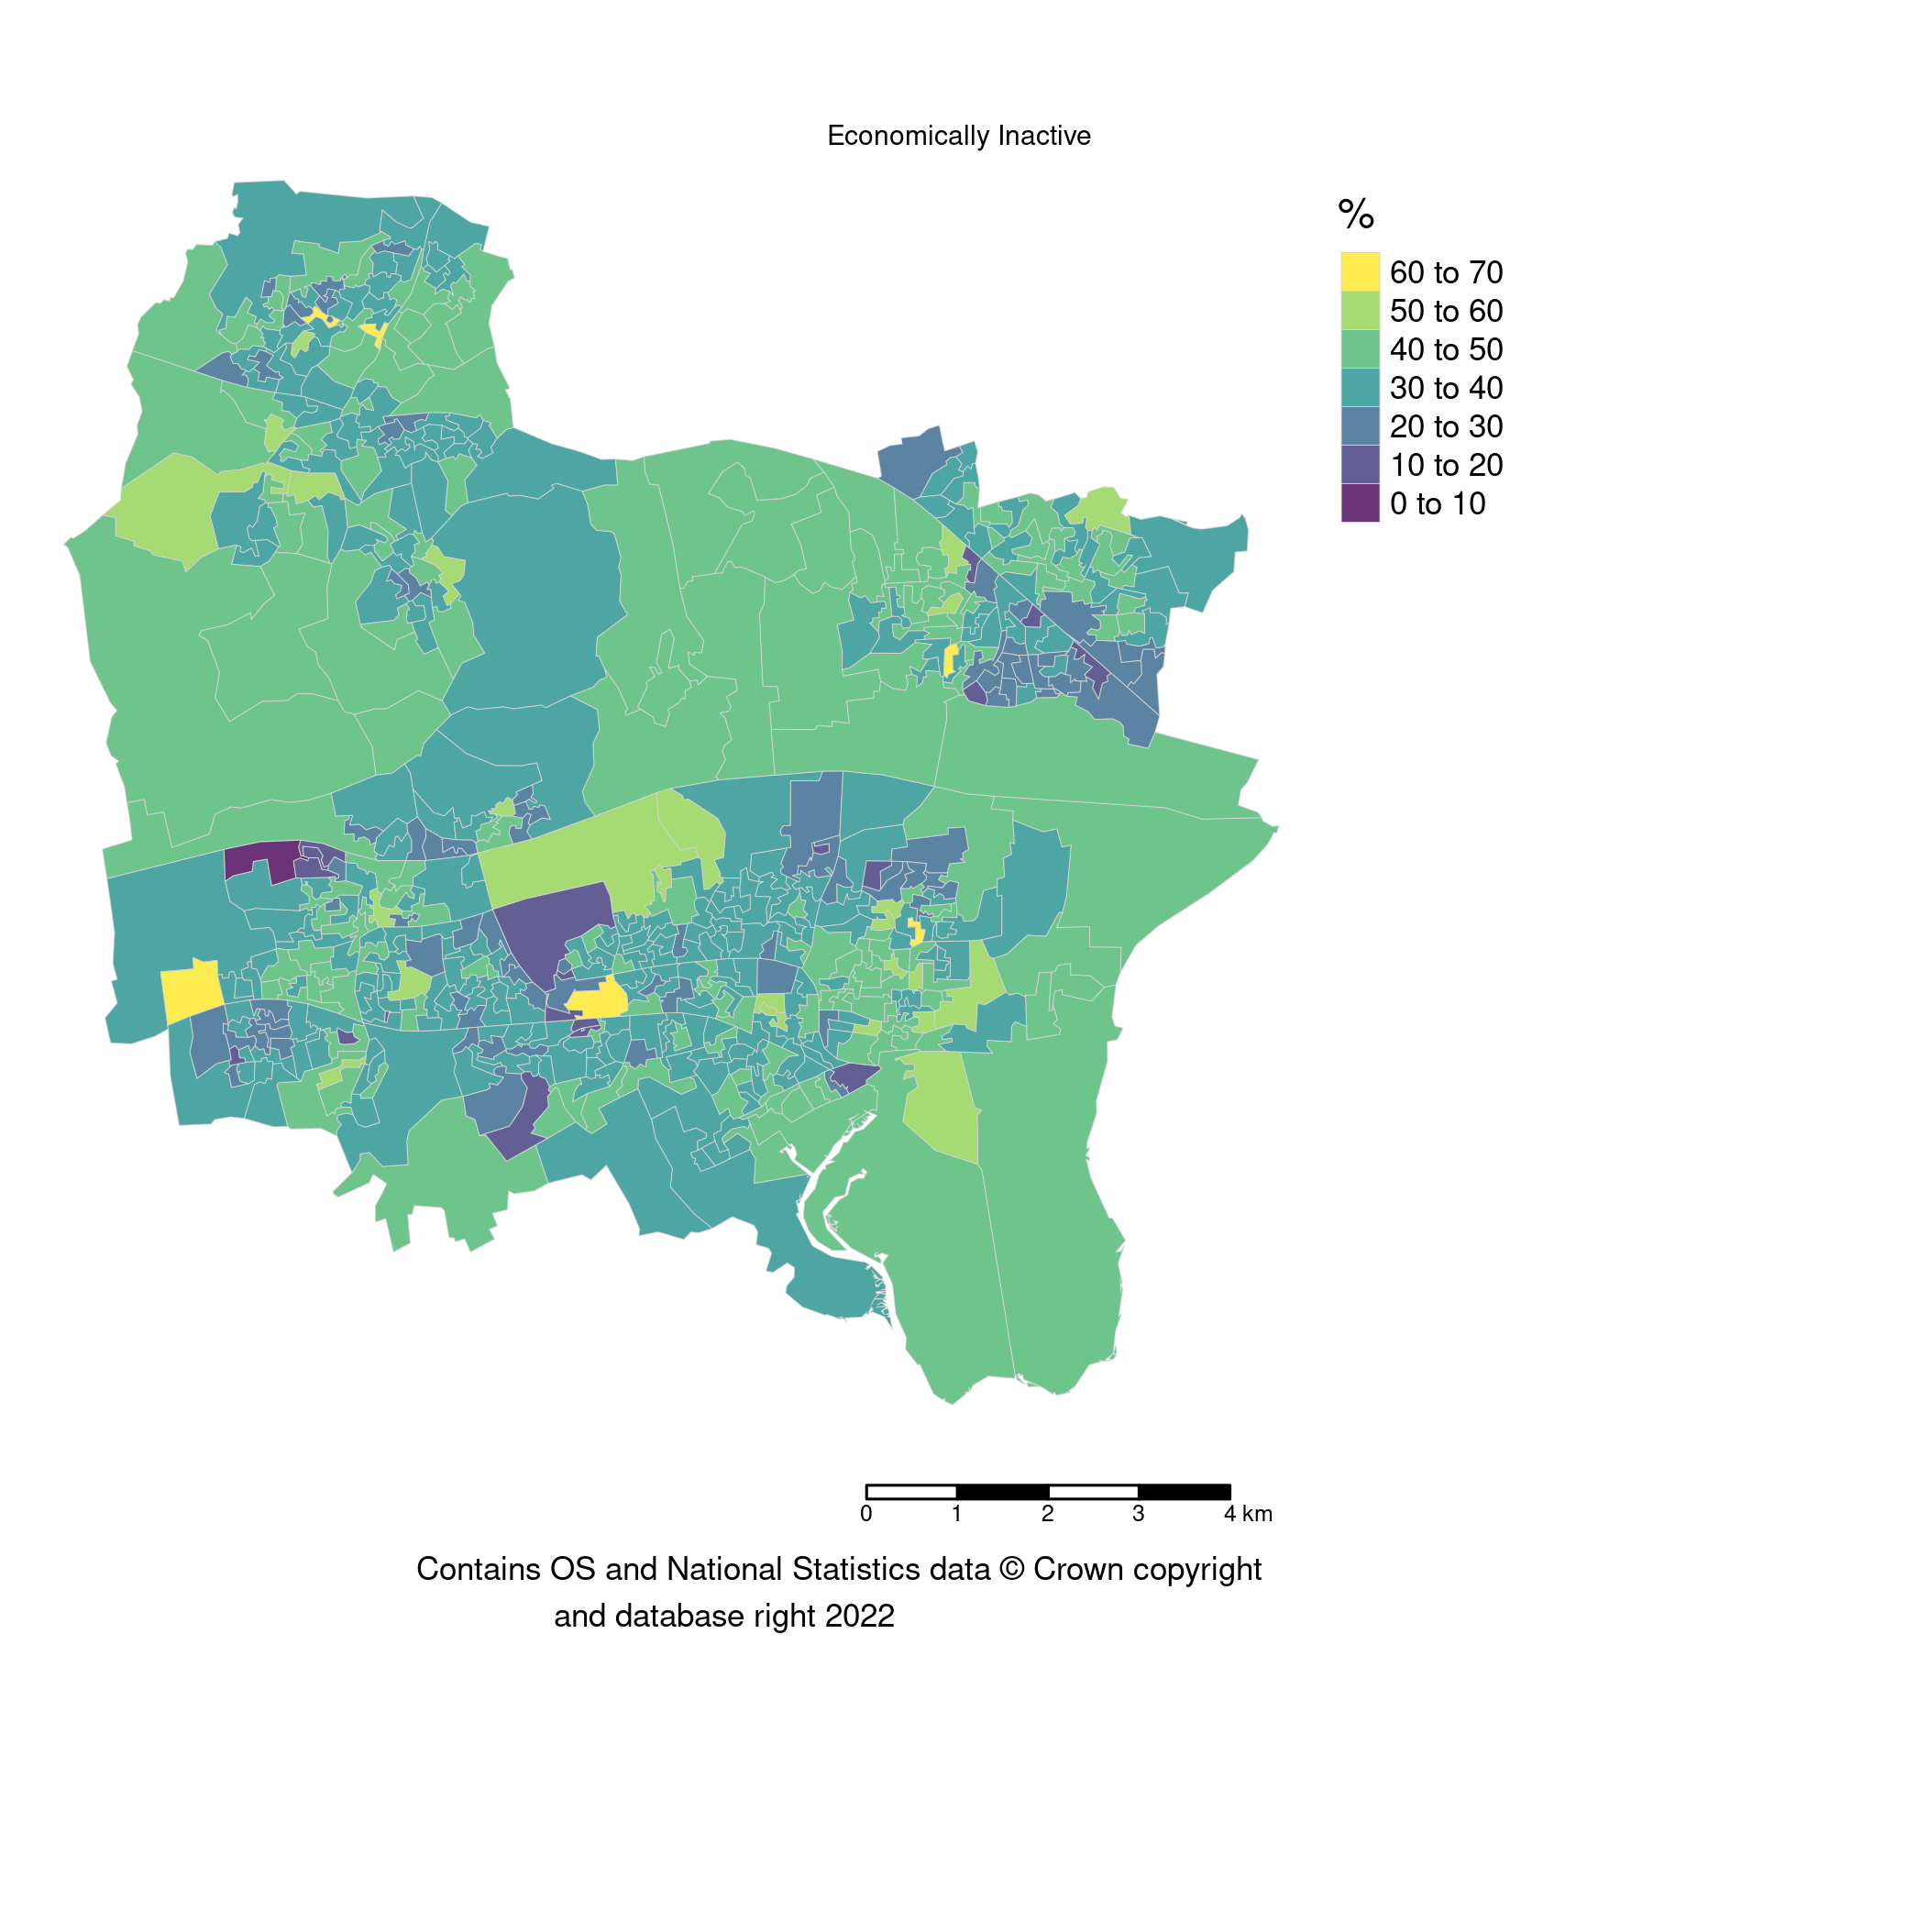 Economically Inactive
%
60 to 70
50 to 60
40 to 50
30 to 40
20 to 30
10 to 20
0 to 10
0 1 2 3 4 km
Contains OS and National Statistics data © Crown copyright
and database right 2022